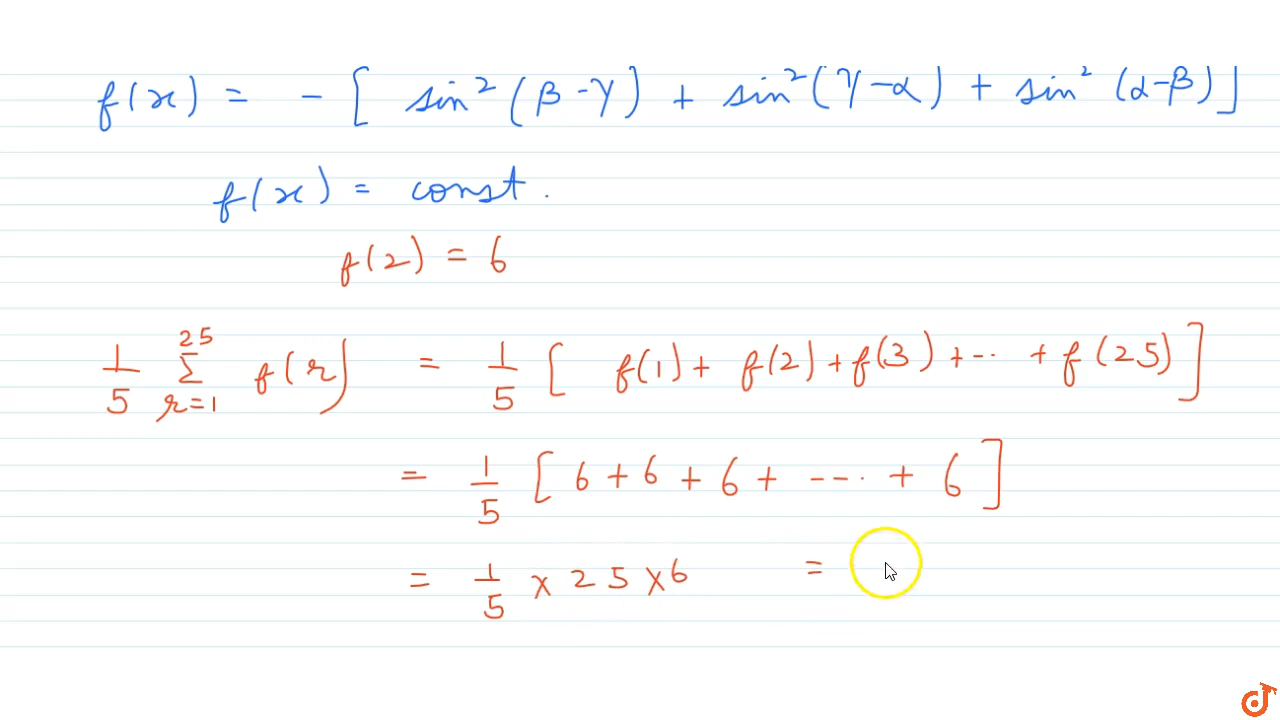 f(x) = - [ sin² (β-γ) + sin² (γ-α) + sin² (α-β) ]
f(x) = const.
f(2) = 6
1/5 Σ_{r=1}^{25} f(r) = 1/5 [ f(1) + f(2) + f(3) + ... + f(25) ]
= 1/5 [ 6 + 6 + 6 + ---.. + 6 ]
= 1/5 × 25 × 6 =